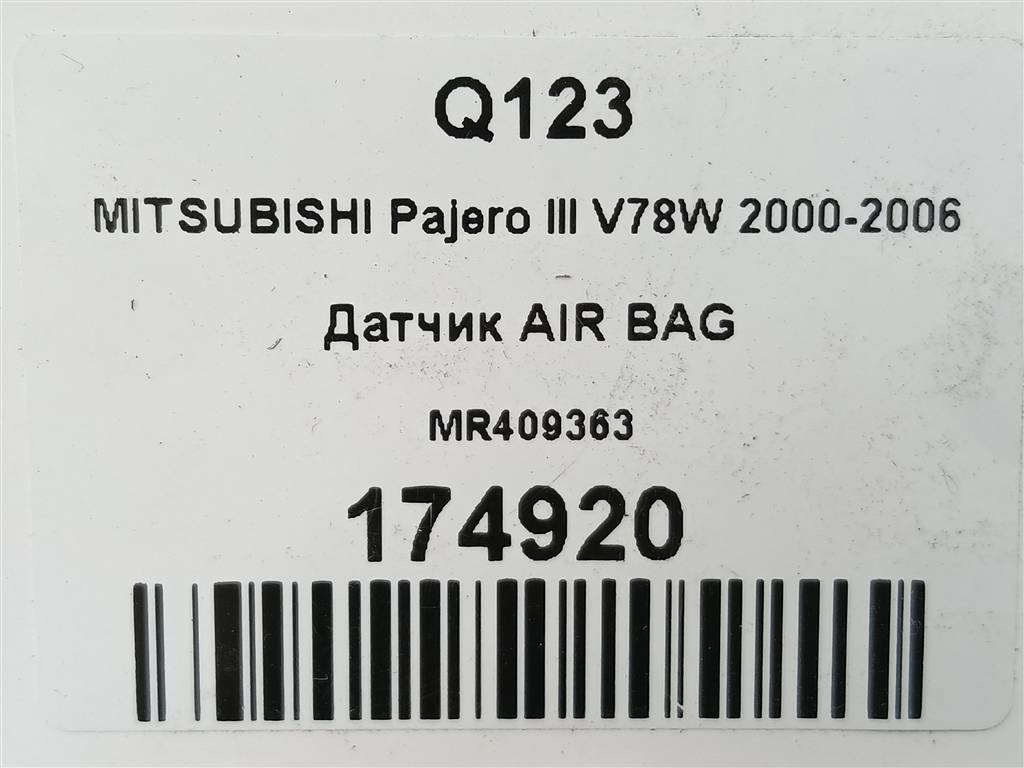 Q123
MITSUBISHI Pajero III V78W 2000-2006
Датчик AIR BAG
MR409363
174920